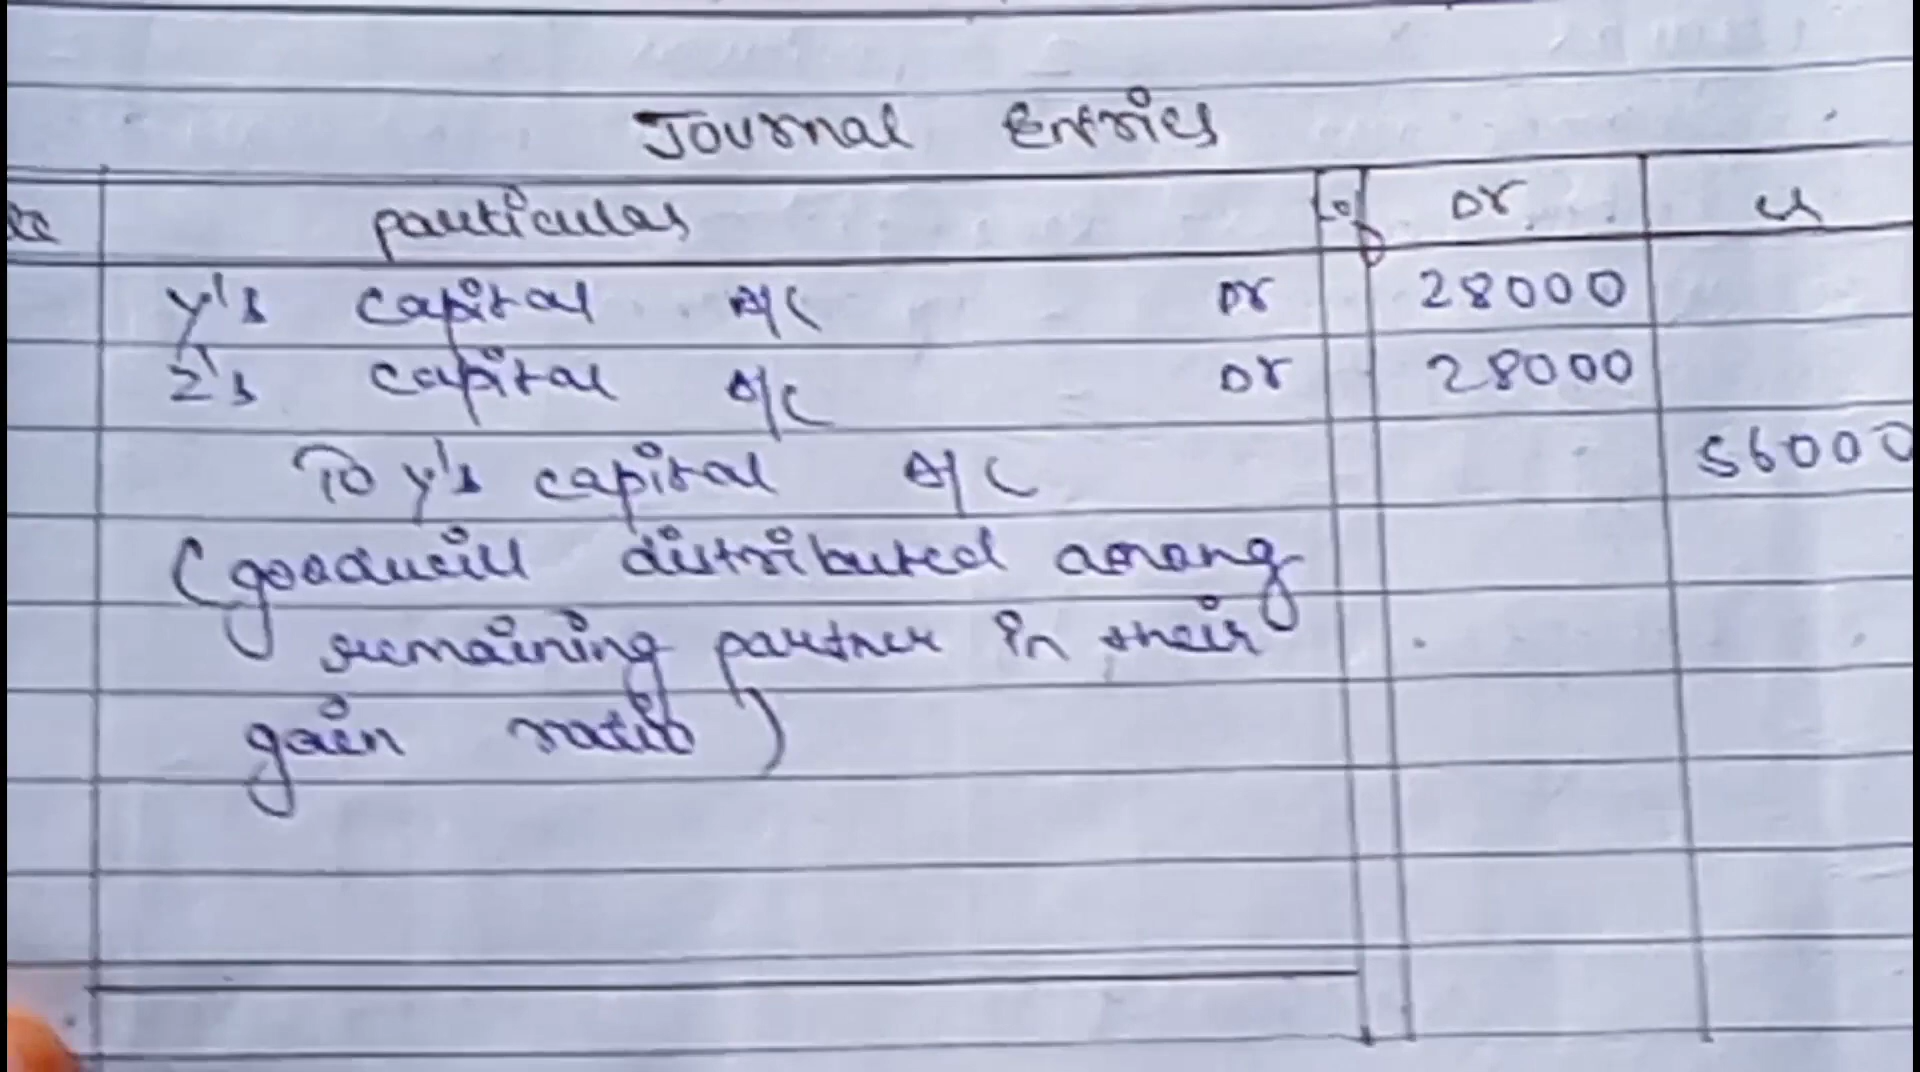 Journal Entries
particulas Dr Cr
y's capital A/C Dr 28000
z's capital A/C Dr 28000
To y's capital A/C 56000
(goodwill distributed among
remaining partner in their
gain ratio)